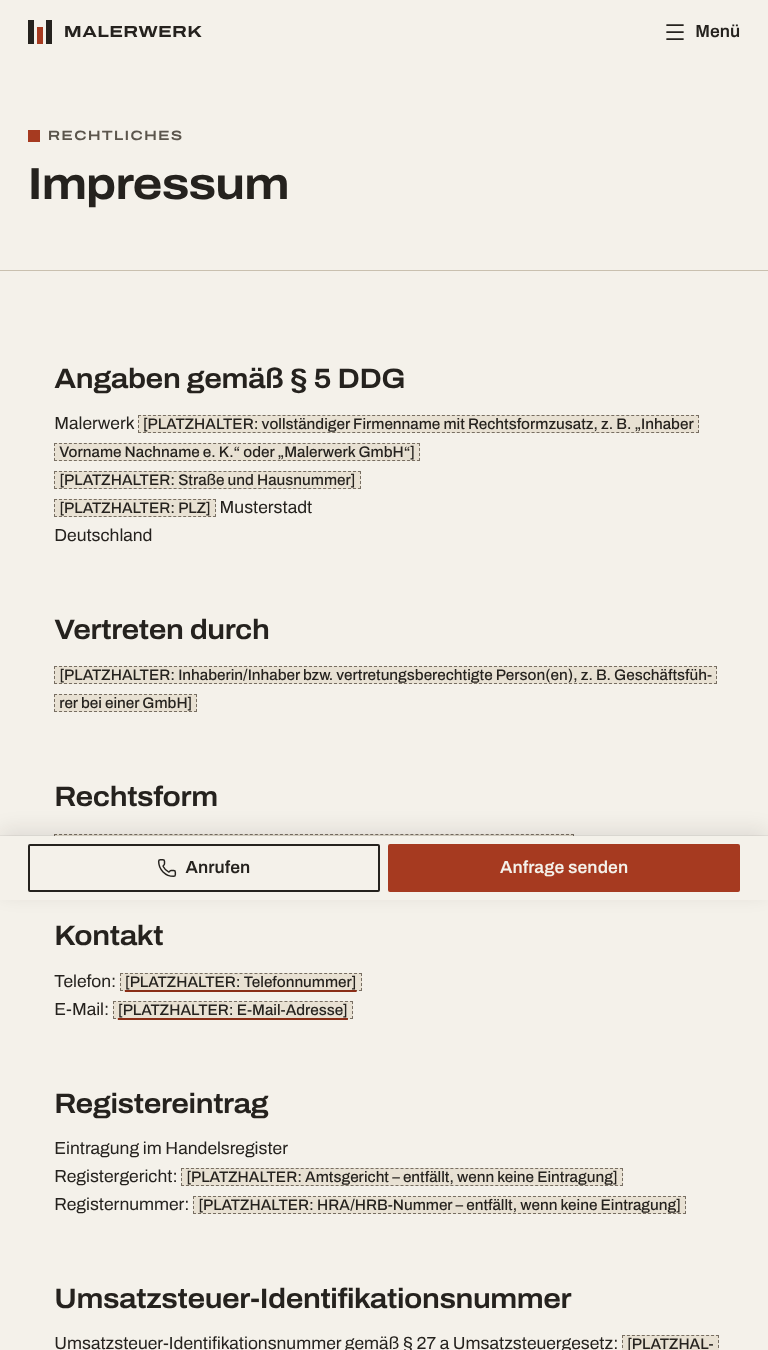 MALERWERK
Menü
RECHTLICHES
Impressum
Angaben gemäß § 5 DDG
Malerwerk [PLATZHALTER: vollständiger Firmenname mit Rechtsformzusatz, z. B. „Inhaber
Vorname Nachname e. K.“ oder „Malerwerk GmbH“]
[PLATZHALTER: Straße und Hausnummer]
[PLATZHALTER: PLZ] Musterstadt
Deutschland
Vertreten durch
[PLATZHALTER: Inhaberin/Inhaber bzw. vertretungsberechtigte Person(en), z. B. Geschäftsfüh-
rer bei einer GmbH]
Rechtsform
Anrufen
Anfrage senden
Kontakt
Telefon: [PLATZHALTER: Telefonnummer]
E-Mail: [PLATZHALTER: E-Mail-Adresse]
Registereintrag
Eintragung im Handelsregister
Registergericht: [PLATZHALTER: Amtsgericht – entfällt, wenn keine Eintragung]
Registernummer: [PLATZHALTER: HRA/HRB-Nummer – entfällt, wenn keine Eintragung]
Umsatzsteuer-Identifikationsnummer
Umsatzsteuer-Identifikationsnummer gemäß § 27 a Umsatzsteuergesetz: [PLATZHAL-